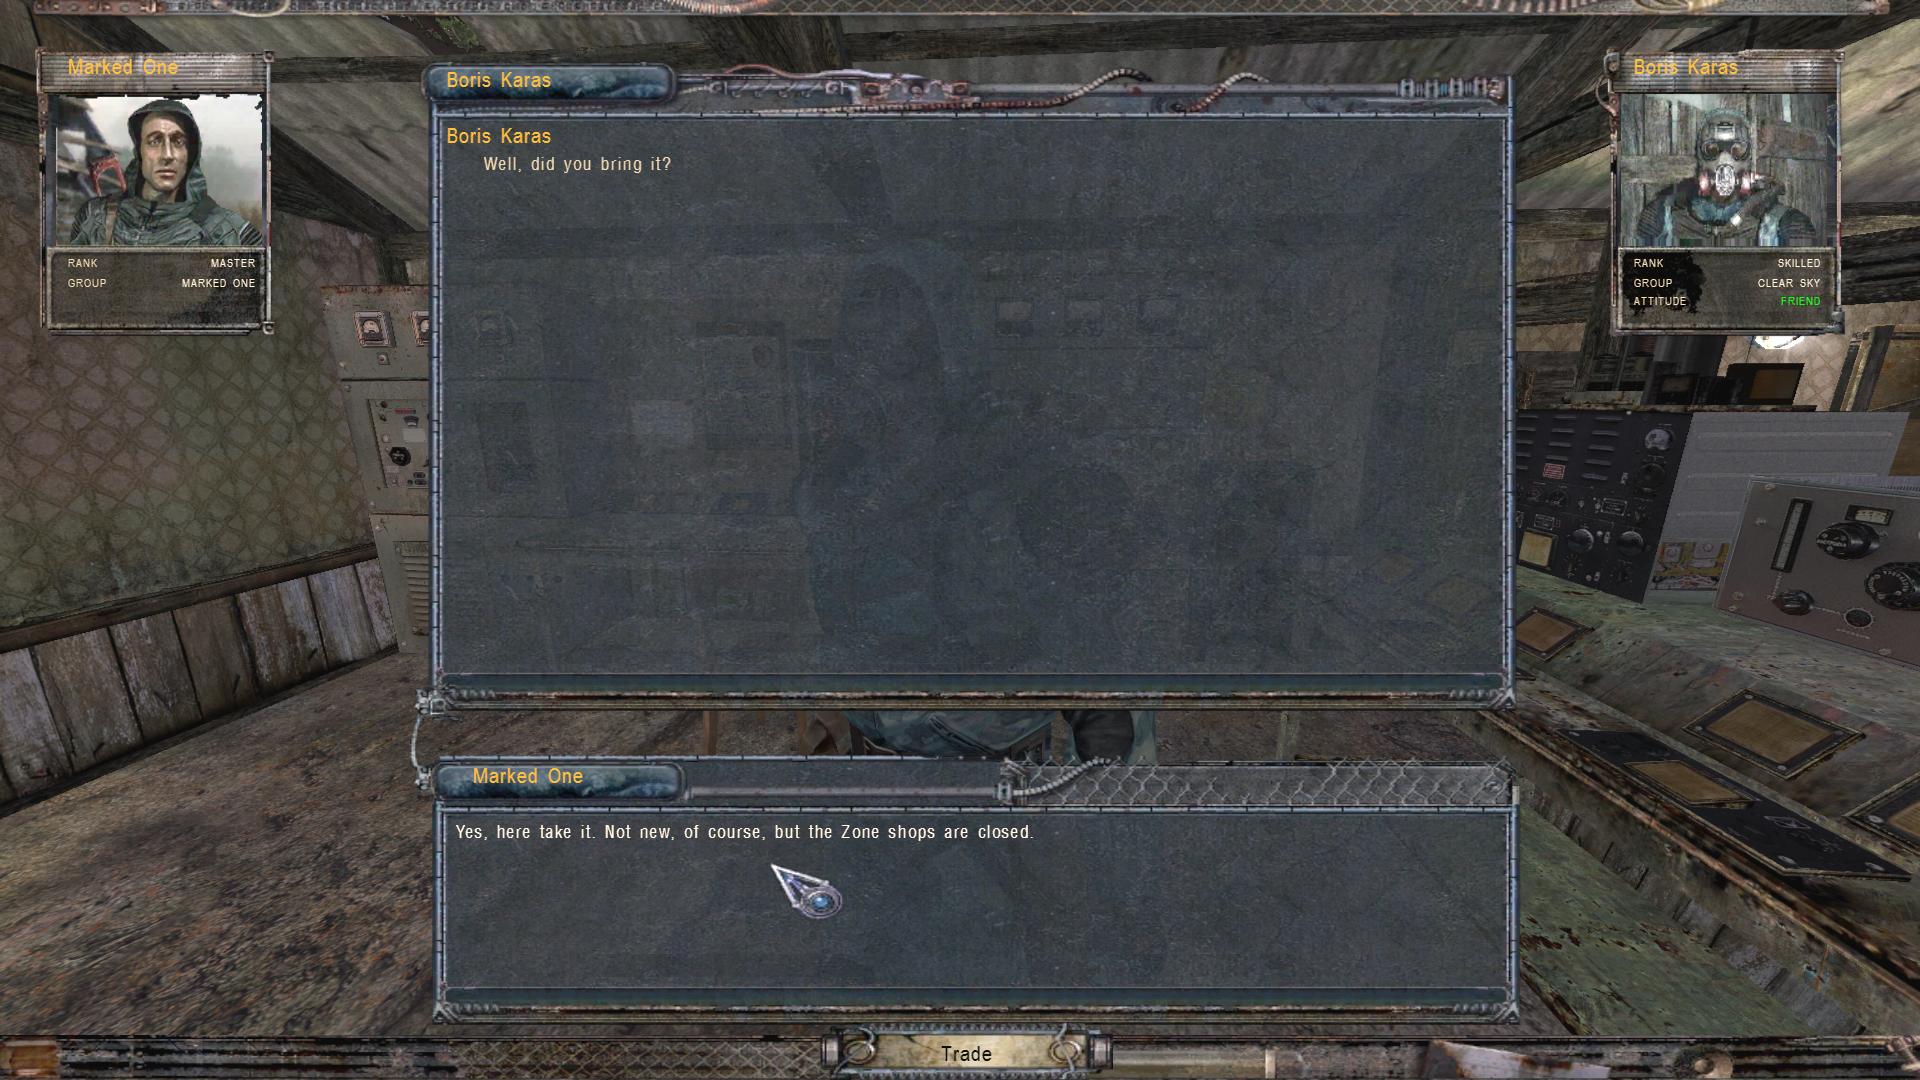 Marked One
RANK MASTER
GROUP MARKED ONE
Boris Karas
Boris Karas
Well, did you bring it?
Boris Karas
RANK SKILLED
GROUP CLEAR SKY
ATTITUDE FRIEND
Marked One
Yes, here take it. Not new, of course, but the Zone shops are closed.
Trade